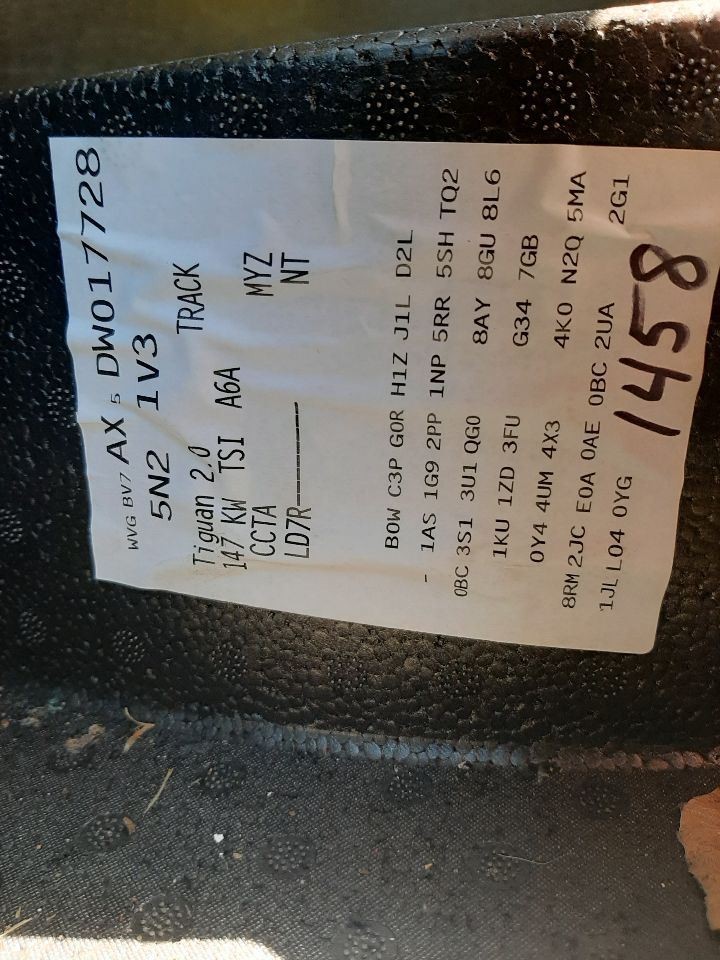 WVG BV7 AX 5 DW017728
5N2 1V3
Tiguan 2.0 TRACK
147 KW TSI A6A
CCTA MYZ
LD7R-------- NT
B0W C3P G0R H1Z J1L D2L
- 1AS 1G9 2PP 1NP 5RR 5SH TQ2
0BC 3S1 3U1 QG0 8AY 8GU 8L6
1KU 1ZD 3FU G34 7GB
0Y4 4UM 4X3
8RM 2JC E0A 0AE 4K0 N2Q 5MA
1JL L04 0YG 0BC 2UA 2G1
1458